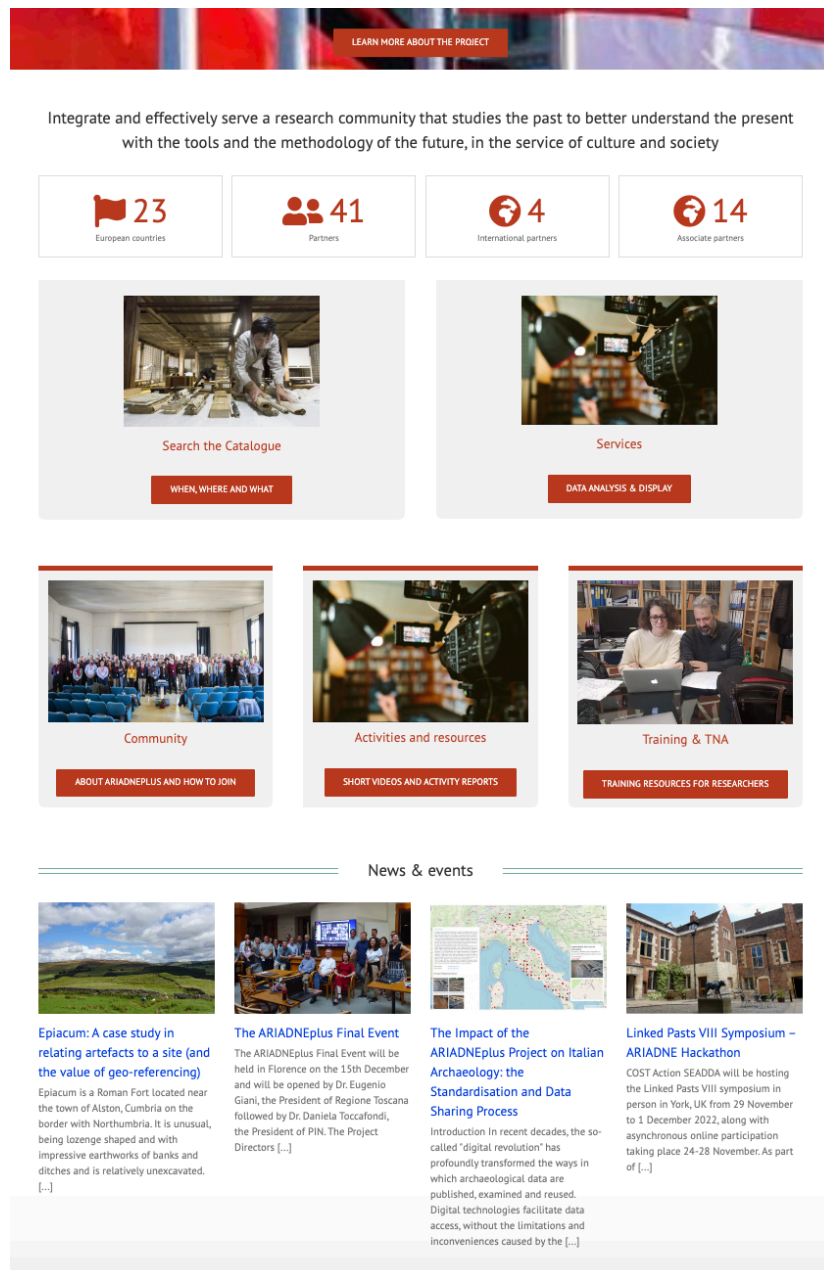 LEARN MORE ABOUT THE PROJECT
Integrate and effectively serve a research community that studies the past to better understand the present
with the tools and the methodology of the future, in the service of culture and society
23
European countries
41
Partners
4
International partners
14
Associate partners
Search the Catalogue
WHEN, WHERE AND WHAT
Services
DATA ANALYSIS & DISPLAY
Community
ABOUT ARIADNEPLUS AND HOW TO JOIN
Activities and resources
SHORT VIDEOS AND ACTIVITY REPORTS
Training & TNA
TRAINING RESOURCES FOR RESEARCHERS
News & events
Epiacum: A case study in
relating artefacts to a site (and
the value of geo-referencing)
Epiacum is a Roman Fort located near
the town of Alston, Cumbria on the
border with Northumbria. It is unusual,
being lozenge shaped and with
impressive earthworks of banks and
ditches and is relatively unexcavated.
[...]
The ARIADNEplus Final Event
The ARIADNEplus Final Event will be
held in Florence on the 15th December
and will be opened by Dr. Eugenio
Giani, the President of Regione Toscana
followed by Dr. Daniela Toccafondi,
the President of PIN. The Project
Directors [...]
The Impact of the
ARIADNEplus Project on Italian
Archaeology: the
Standardisation and Data
Sharing Process
Introduction In recent decades, the so-
called "digital revolution" has
profoundly transformed the ways in
which archaeological data are
published, examined and reused.
Digital technologies facilitate data
access, without the limitations and
inconveniences caused by the [...]
Linked Pasts VIII Symposium –
ARIADNE Hackathon
COST Action SEADDA will be hosting
the Linked Pasts VIII symposium in
person in York, UK from 29 November
to 1 December 2022, along with
asynchronous online participation
taking place 24-28 November. As part
of [...]